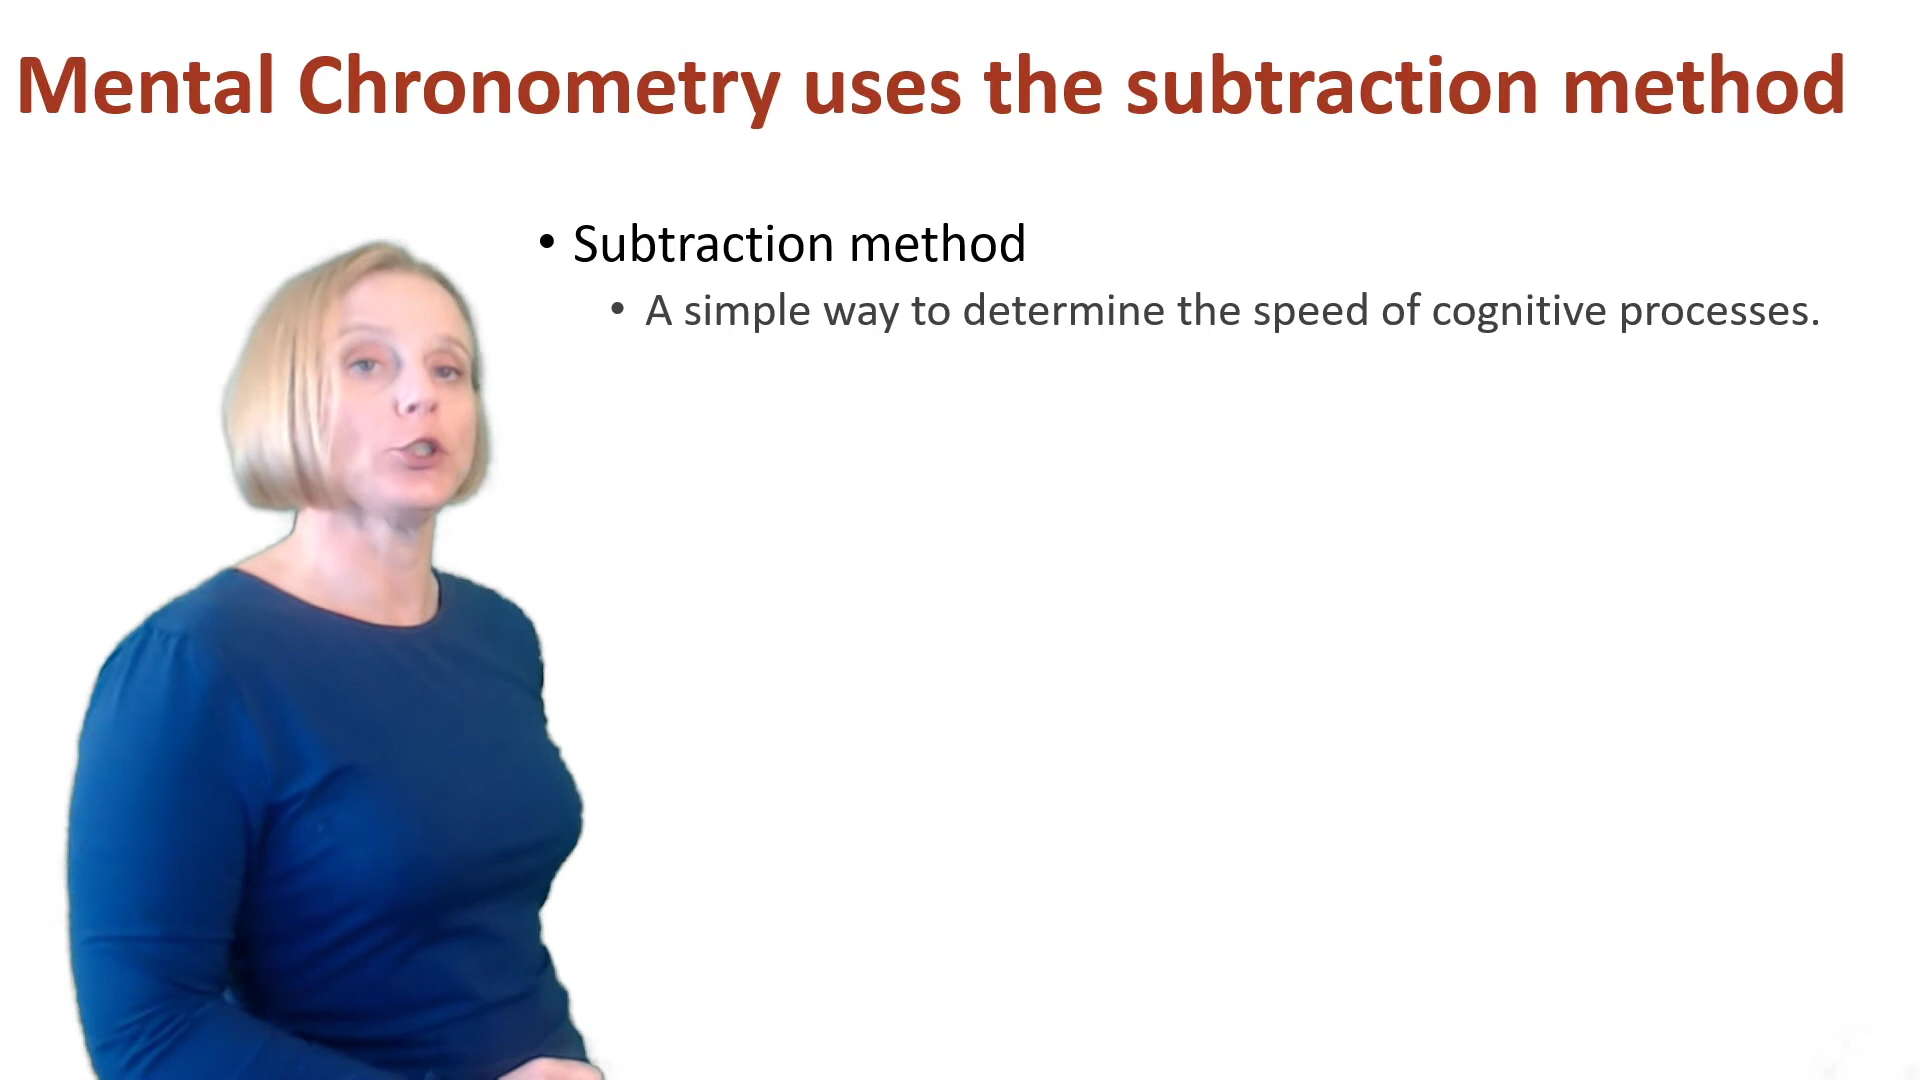 Mental Chronometry uses the subtraction method
• Subtraction method
• A simple way to determine the speed of cognitive processes.